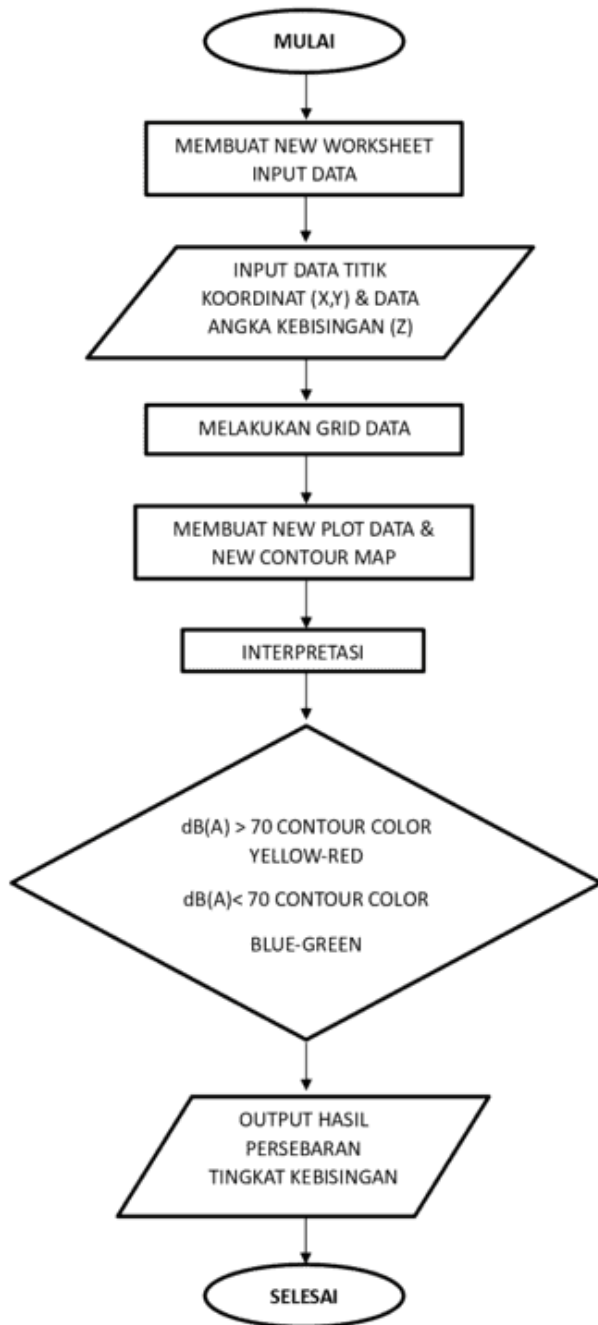 MULAI
MEMBUAT NEW WORKSHEET
INPUT DATA
INPUT DATA TITIK
KOORDINAT (X,Y) & DATA
ANGKA KEBISINGAN (Z)
MELAKUKAN GRID DATA
MEMBUAT NEW PLOT DATA &
NEW CONTOUR MAP
INTERPRETASI
dB(A) > 70 CONTOUR COLOR
YELLOW-RED
dB(A)< 70 CONTOUR COLOR
BLUE-GREEN
OUTPUT HASIL
PERSEBARAN
TINGKAT KEBISINGAN
SELESAI